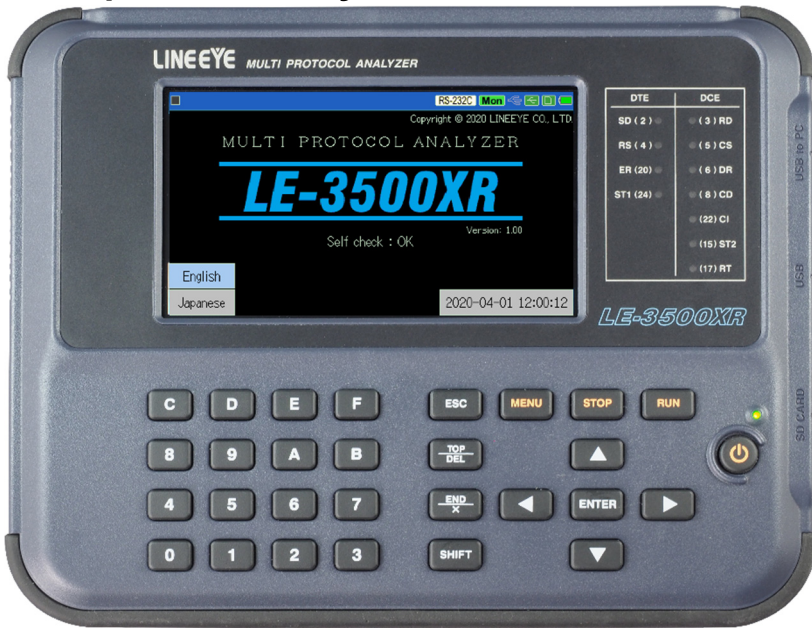 LINEEYE MULTI PROTOCOL ANALYZER
RS-232C Mon
Copyright © 2020 LINEEYE CO., LTD
MULTI PROTOCOL ANALYZER
LE-3500XR
Version: 1.00
Self check : OK
English
Japanese
2020-04-01 12:00:12
DTE DCE
SD ( 2 ) ( 3 ) RD
RS ( 4 ) ( 5 ) CS
ER (20) ( 6 ) DR
ST1 (24) ( 8 ) CD
(22) CI
(15) ST2
(17) RT
LE-3500XR
USB to PC
USB
SD CARD
C D E F ESC MENU STOP RUN
8 9 A B TOP DEL
4 5 6 7 END X ENTER
0 1 2 3 SHIFT